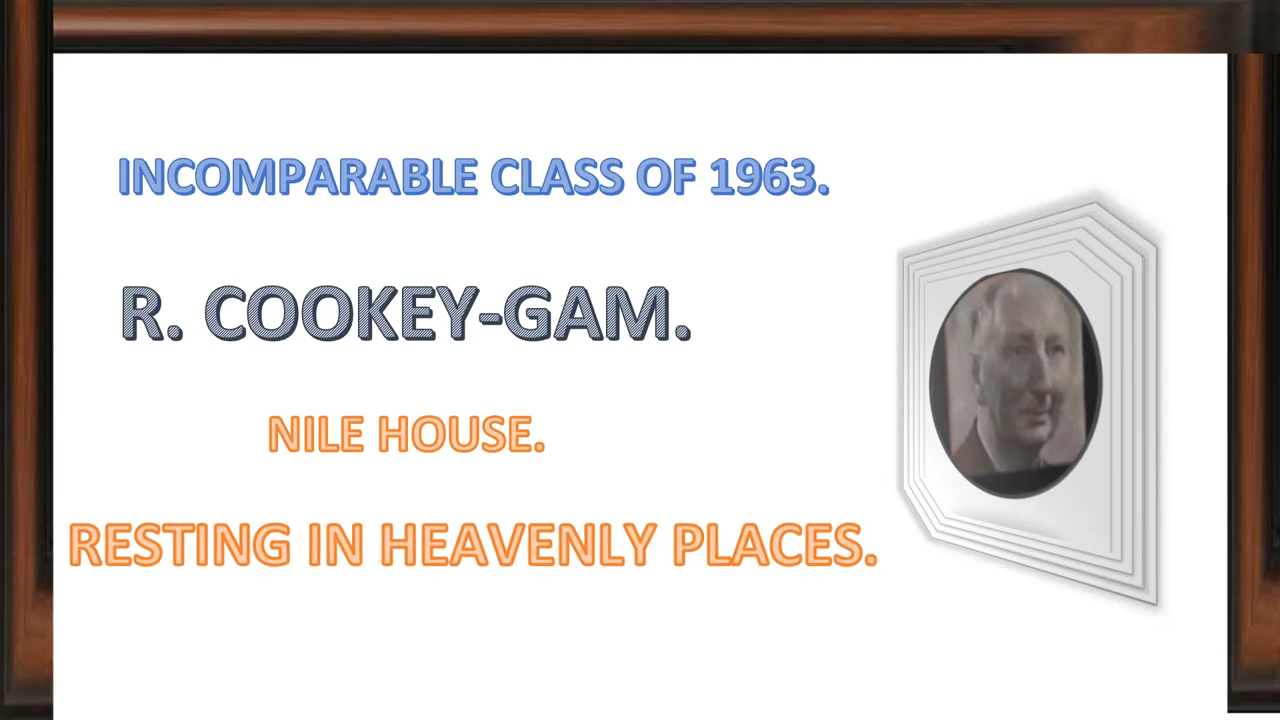 INCOMPARABLE CLASS OF 1963.
R. COOKEY-GAM.
NILE HOUSE.
RESTING IN HEAVENLY PLACES.